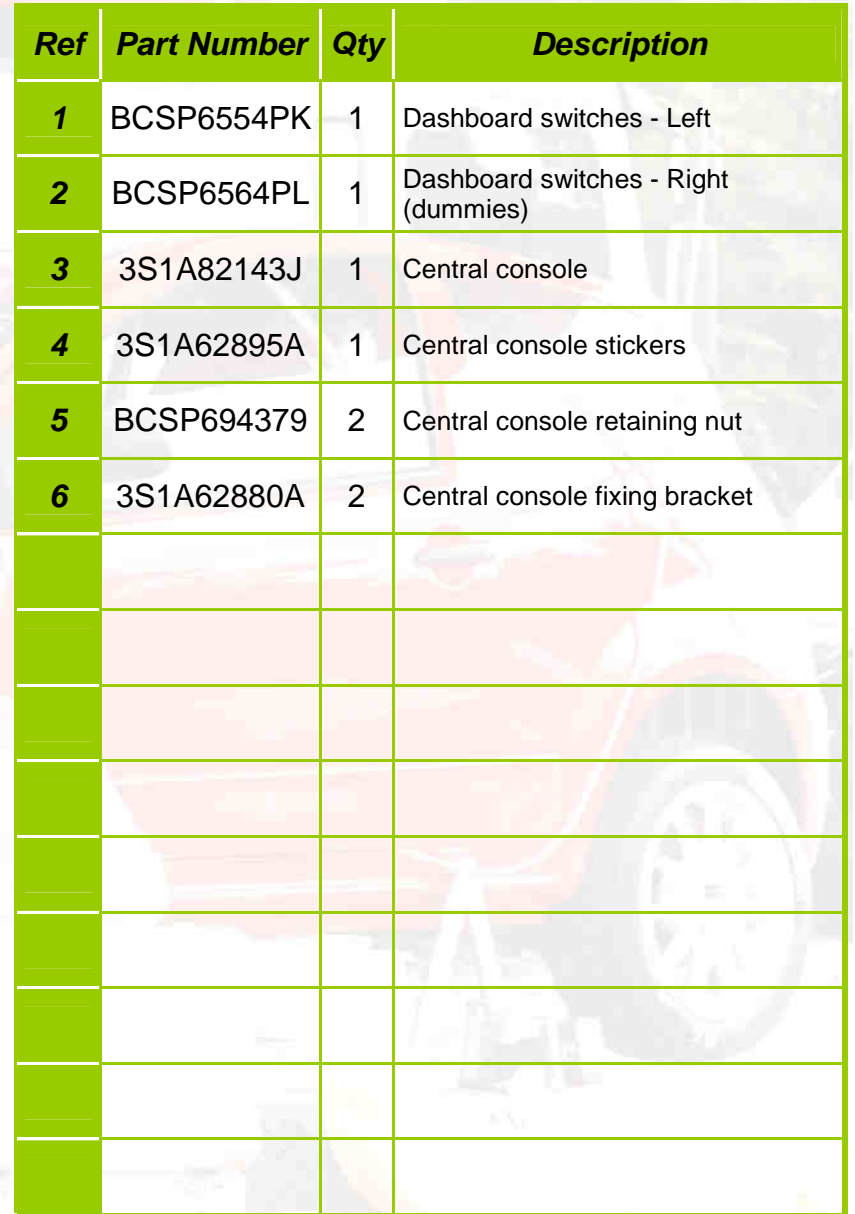 Ref Part Number Qty Description
1 BCSP6554PK 1 Dashboard switches - Left
2 BCSP6564PL 1 Dashboard switches - Right
(dummies)
3 3S1A82143J 1 Central console
4 3S1A62895A 1 Central console stickers
5 BCSP694379 2 Central console retaining nut
6 3S1A62880A 2 Central console fixing bracket